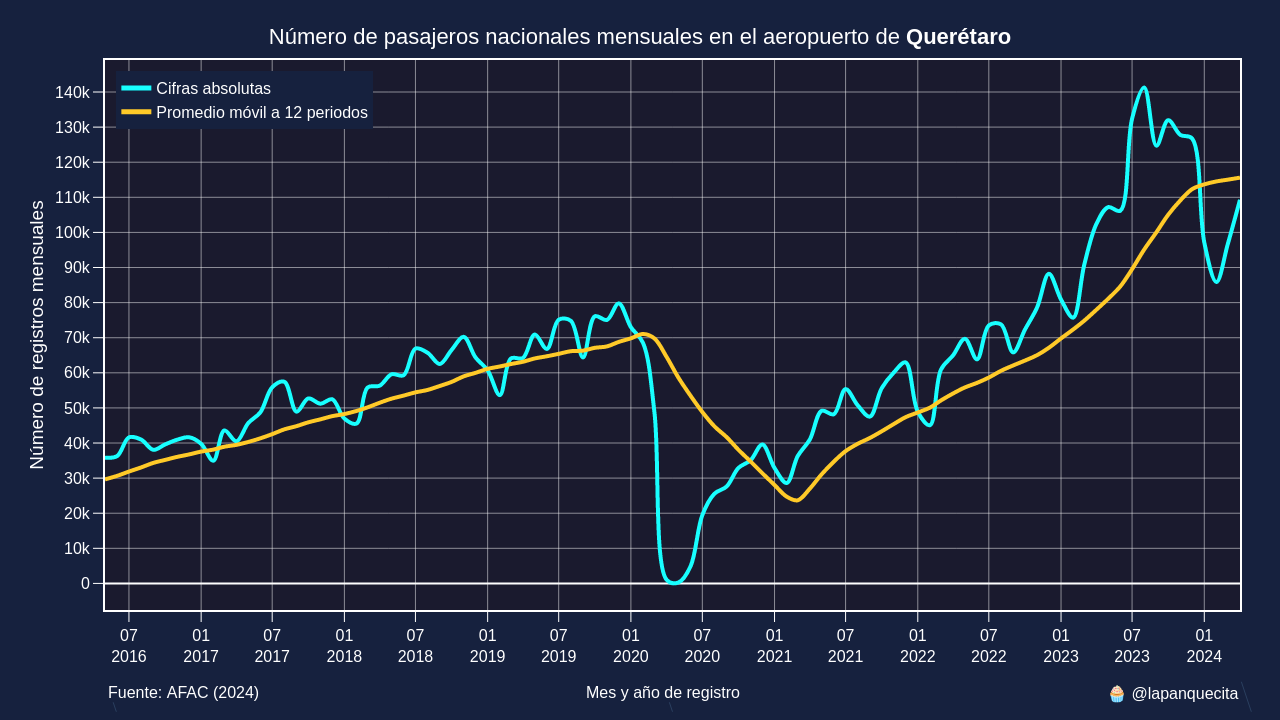 Número de pasajeros nacionales mensuales en el aeropuerto de Querétaro
Cifras absolutas
Promedio móvil a 12 periodos
Número de registros mensuales
140k
130k
120k
110k
100k
90k
80k
70k
60k
50k
40k
30k
20k
10k
0
07 01 07 01 07 01 07 01 07 01 07 01 07 01 07 01
2016 2017 2017 2018 2018 2019 2019 2020 2020 2021 2021 2022 2022 2023 2023 2024
Fuente: AFAC (2024) Mes y año de registro 🧁 @lapanquecita